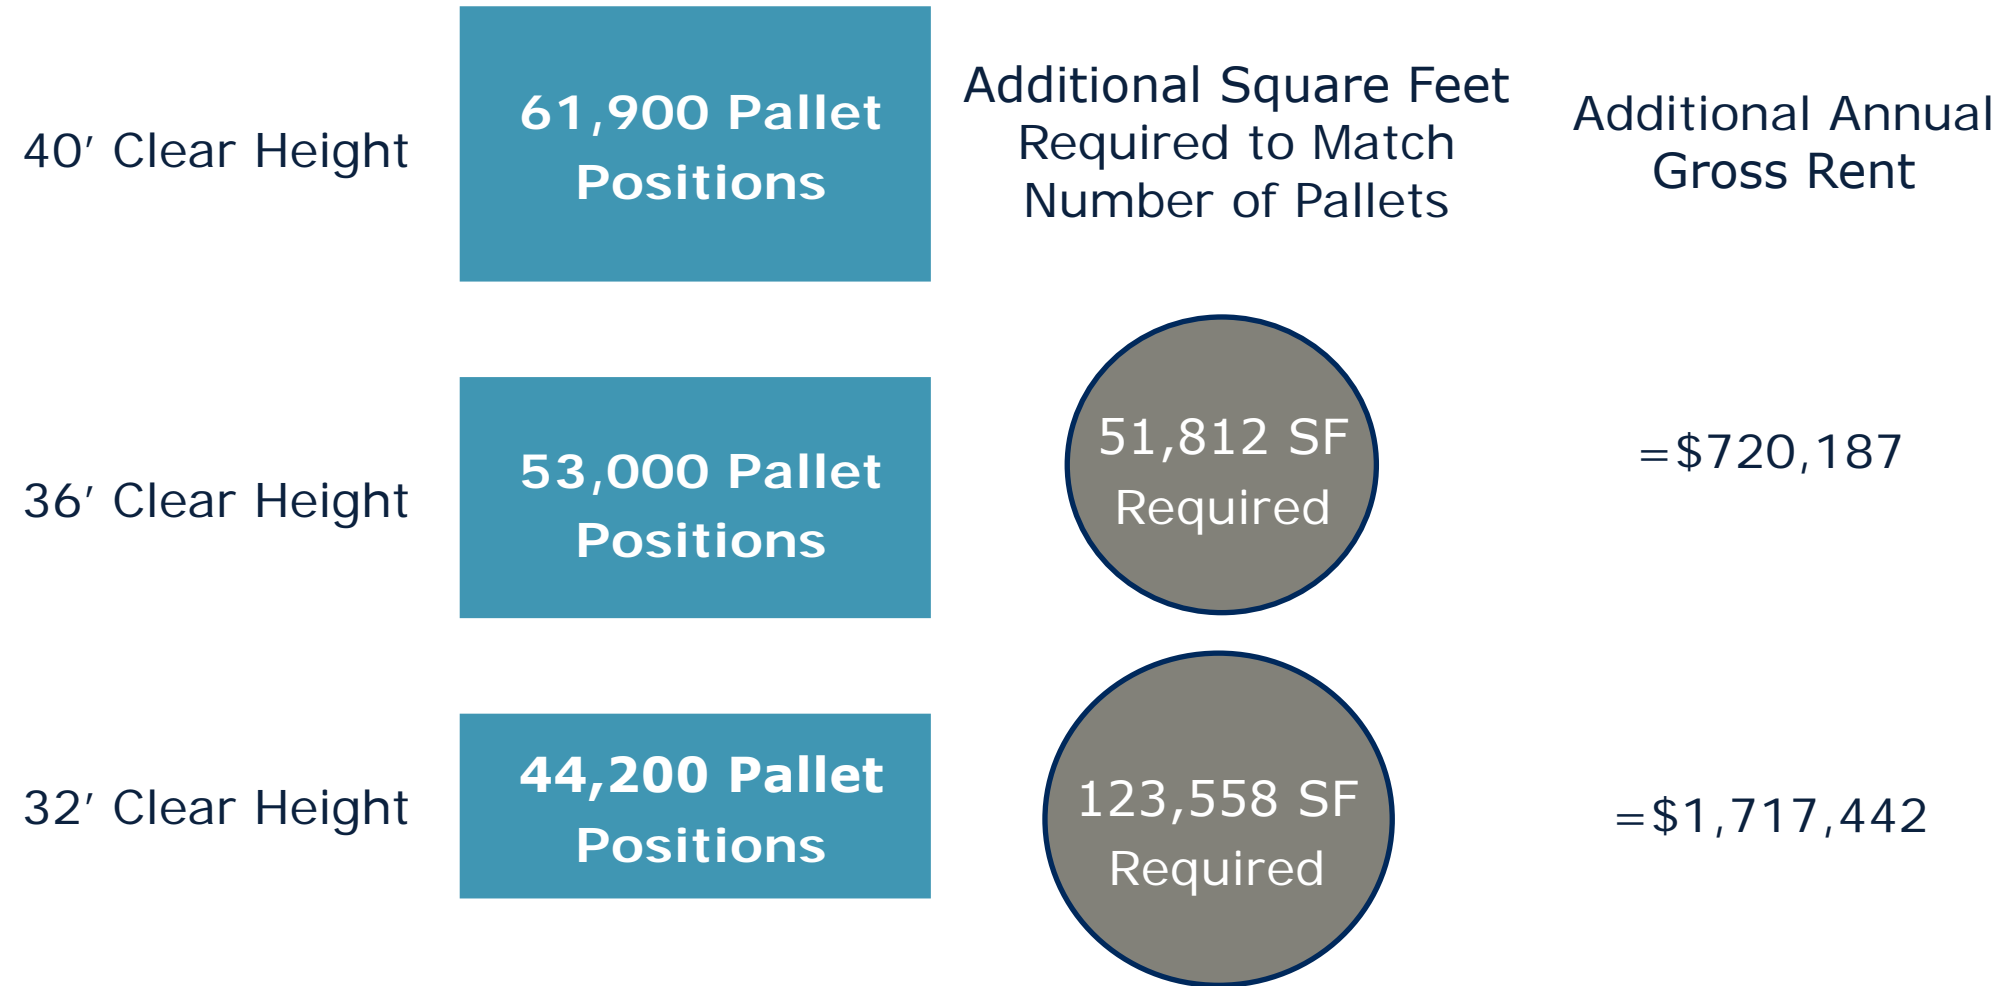 40′ Clear Height
61,900 Pallet
Positions
Additional Square Feet
Required to Match
Number of Pallets
Additional Annual
Gross Rent
36′ Clear Height
53,000 Pallet
Positions
51,812 SF
Required
=$720,187
32′ Clear Height
44,200 Pallet
Positions
123,558 SF
Required
=$1,717,442